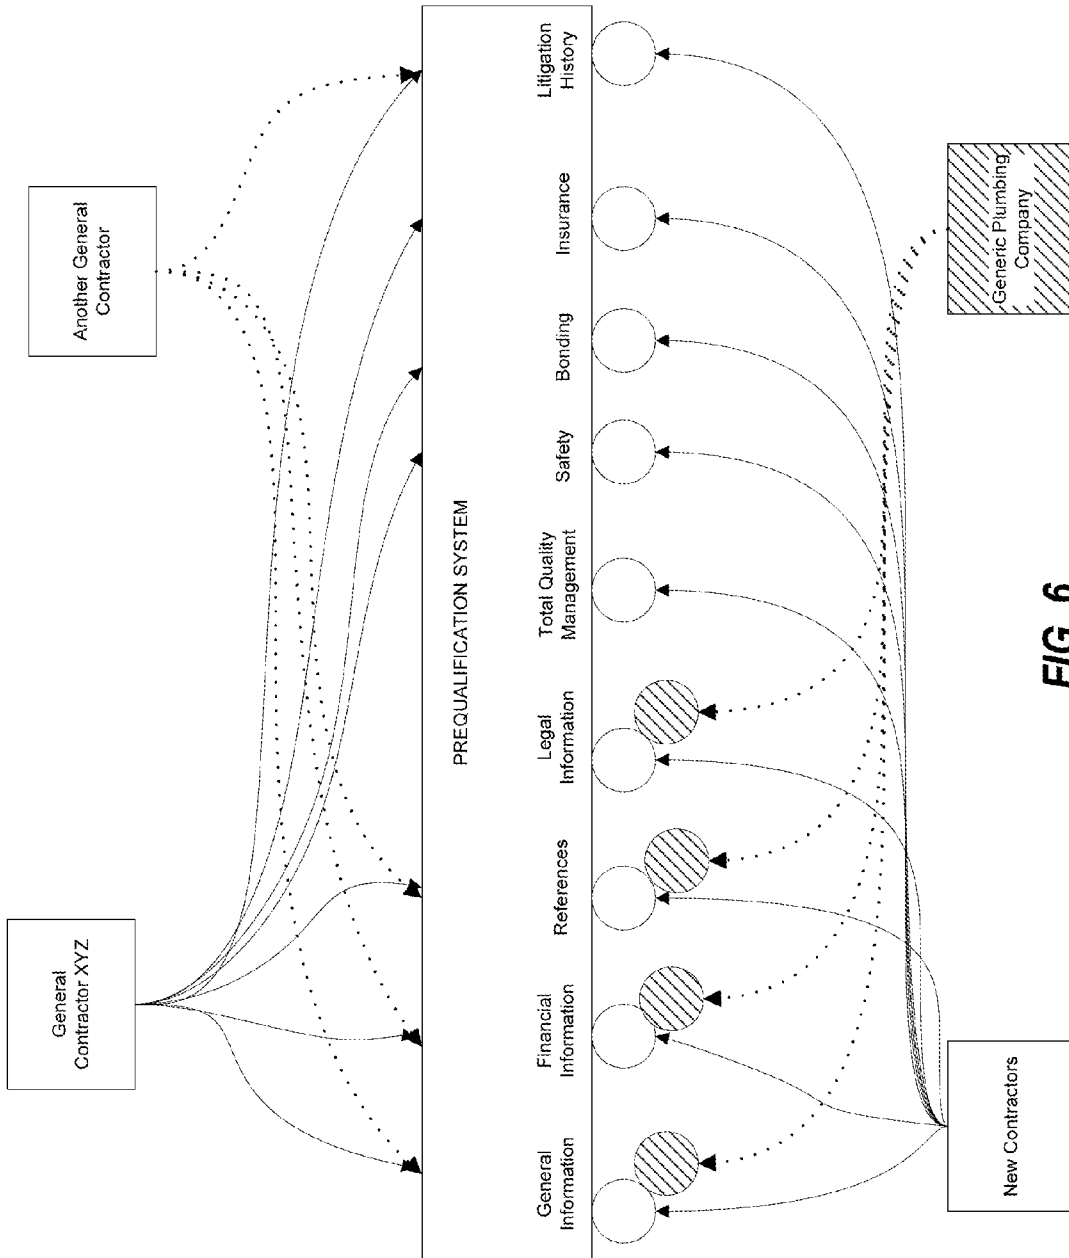 General
Contractor XYZ
Another General
Contractor
PREQUALIFICATION SYSTEM
General
Information
Financial
Information
References
Legal
Information
Total Quality
Management
Safety
Bonding
Insurance
Litigation
History
New Contractors
Generic Plumbing
Company
FIG 6